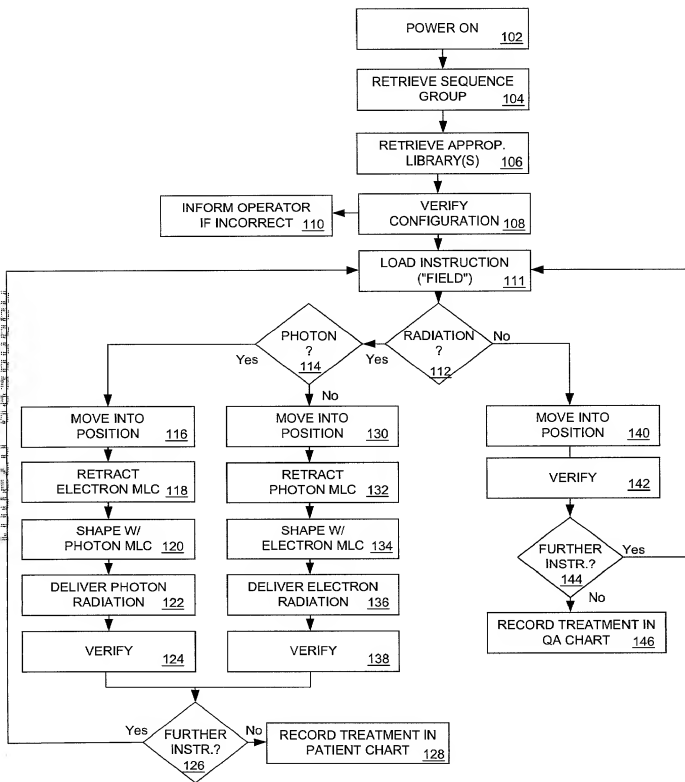 POWER ON 102
RETRIEVE SEQUENCE
GROUP 104
RETRIEVE APPROP.
LIBRARY(S) 106
VERIFY
CONFIGURATION 108
INFORM OPERATOR
IF INCORRECT 110
LOAD INSTRUCTION
("FIELD") 111
PHOTON
?
114
RADIATION
?
112
Yes
Yes
No
No
MOVE INTO
POSITION 116
MOVE INTO
POSITION 130
MOVE INTO
POSITION 140
RETRACT
ELECTRON MLC 118
RETRACT
PHOTON MLC 132
VERIFY 142
SHAPE W/
PHOTON MLC 120
SHAPE W/
ELECTRON MLC 134
FURTHER
INSTR.?
144
Yes
No
DELIVER PHOTON
RADIATION 122
DELIVER ELECTRON
RADIATION 136
RECORD TREATMENT IN
QA CHART 146
VERIFY 124
VERIFY 138
Yes
FURTHER
INSTR.?
126
No
RECORD TREATMENT IN
PATIENT CHART 128